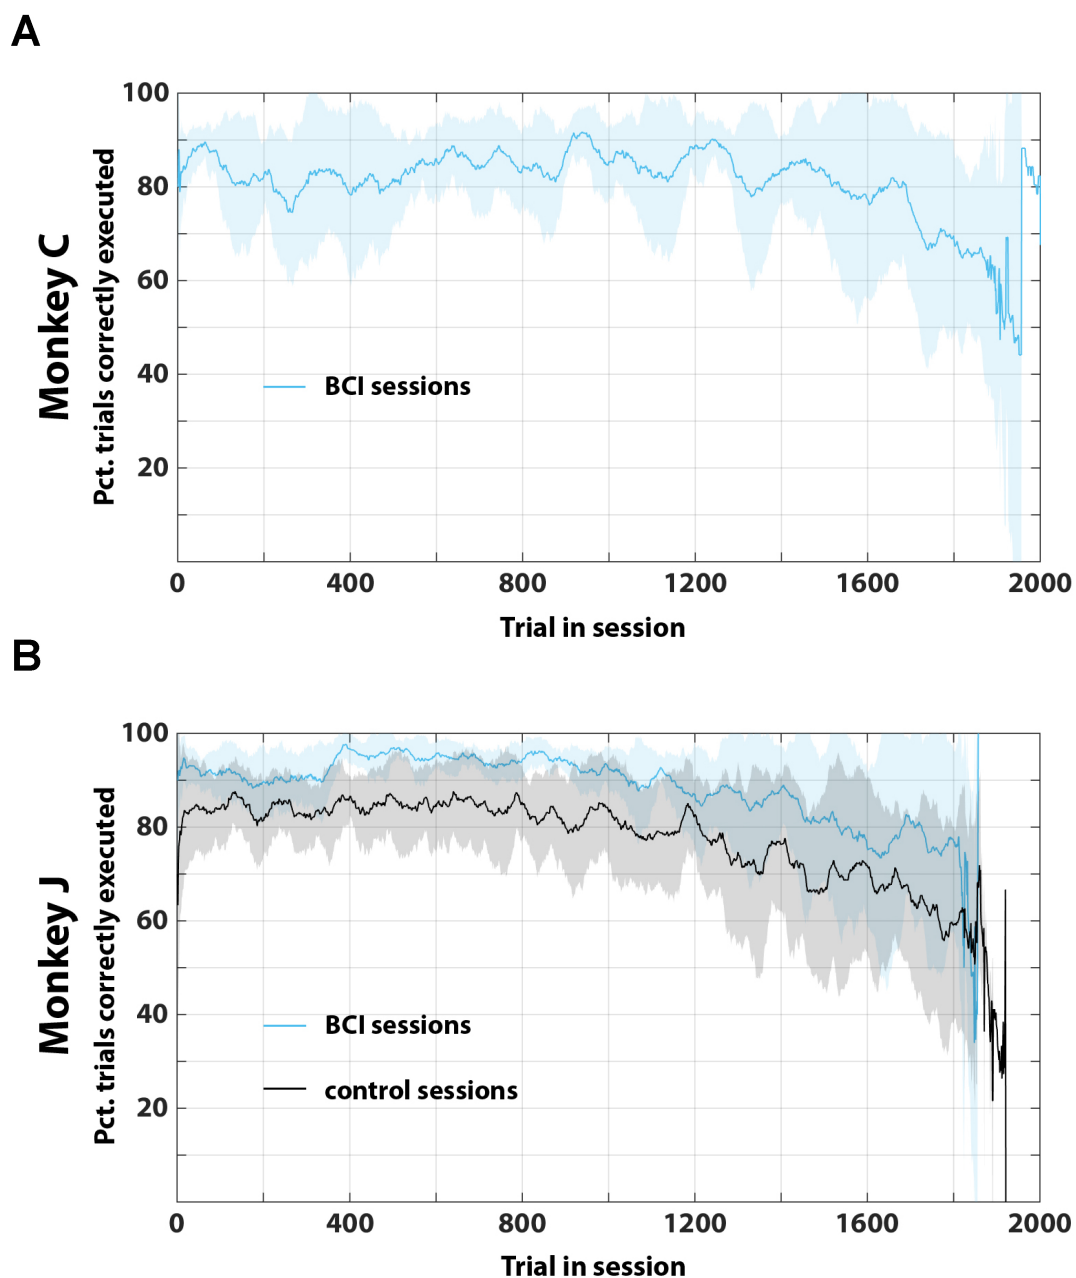 A
Monkey C
Pct. trials correctly executed
100
80
60
40
20
BCI sessions
0 400 800 1200 1600 2000
Trial in session
B
Monkey J
Pct. trials correctly executed
100
80
60
40
20
BCI sessions
control sessions
0 400 800 1200 1600 2000
Trial in session